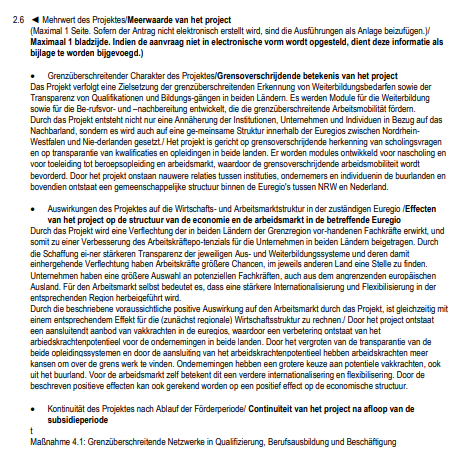 2.6 ◄ Mehrwert des Projektes/Meerwaarde van het project
(Maximal 1 Seite. Sofern der Antrag nicht elektronisch erstellt wird, sind die Ausführungen als Anlage beizufügen.)/
Maximaal 1 bladzijde. Indien de aanvraag niet in electronische vorm wordt opgesteld, dient deze informatie als
bijlage te worden bijgevoegd.)
• Grenzüberschreitender Charakter des Projektes/Grensoverschrijdende betekenis van het project
Das Projekt verfolgt eine Zielsetzung der grenzüberschreitenden Erkennung von Weiterbildungsbedarfen sowie der
Transparenz von Qualifikationen und Bildungs-gängen in beiden Ländern. Es werden Module für die Weiterbildung
sowie für die Be-rufsvor- und –nachbereitung entwickelt, die die grenzüberschreitende Arbeitsmobilität fördern.
Durch das Projekt entsteht nicht nur eine Annäherung der Institutionen, Unternehmen und Individuen in Bezug auf das
Nachbarland, sondern es wird auch auf eine ge-meinsame Struktur innerhalb der Euregios zwischen Nordrhein-
Westfalen und Nie-derlanden gesetzt./ Het project is gericht op grensoverschrijdende herkenning van scholingsvragen
en op transparantie van kwalificaties en opleidingen in beide landen. Er worden modules ontwikkeld voor nascholing en
voor toeleiding tot beroepsopleiding en arbeidsmarkt, waardoor de grensoverschrijdende arbeidsmobiliteit wordt
bevorderd. Door het project onstaan nauwere relaties tussen institutties, ondernemers en individuenin de buurlanden en
bovendien ontstaat een gemeenschappelijke structuur binnen de Euregio's tussen NRW en Nederland.
• Auswirkungen des Projektes auf die Wirtschafts- und Arbeitsmarktstruktur in der zuständigen Euregio /Effecten
van het project op de structuur van de economie en de arbeidsmarkt in de betreffende Euregio
Durch das Projekt wird eine Verflechtung der in beiden Ländern der Grenzregion vor-handenen Fachkräfte erwirkt, und
somit zu einer Verbesserung des Arbeitskräftepo-tenzials für die Unternehmen in beiden Ländern beigetragen. Durch
die Schaffung ei-ner stärkeren Transparenz der jeweiligen Aus- und Weiterbildungssysteme und deren damit
einhergehende Verflechtung haben Arbeitskräfte größere Chancen, im jeweils anderen Land eine Stelle zu finden.
Unternehmen haben eine größere Auswahl an potenziellen Fachkräften, auch aus dem angrenzenden europäischen
Ausland. Für den Arbeitsmarkt selbst bedeutet es, dass eine stärkere Internationalisierung und Flexibilisierung in der
entsprechenden Region herbeigeführt wird.
Durch die beschriebene voraussichtliche positive Auswirkung auf den Arbeitsmarkt durch das Projekt, ist gleichzeitig mit
einem entsprechenden Effekt für die (zunächst regionale) Wirtschaftsstruktur zu rechnen./ Door het project ontstaat
een aansluitendt aanbod van vakkrachten in de euregios, waardoor een verbetering ontstaat van het
arbiedskrachtenpotentieel voor de ondernemingen in beide landen. Door het vergroten van de transparantie van de
beide opleidingssystemen en door de aansluiting van het arbeidskrachtenpotentieel hebben arbeidskrachten meer
kansen om over de grens werk te vinden. Ondernemingen hebben een grotere keuze aan potentiele vakkrachten, ook
uit het buurland. Voor de arbeidsmarkt zelf betekent dit een verdere internationalisering en flexibilisering. Door de
beschreven positieve effecten kan ook gerekend worden op een positief effect op de economische structuur.
• Kontinuität des Projektes nach Ablauf der Förderperiode/ Continuïteit van het project na afloop van de
subsidieperiode
t
Maßnahme 4.1: Grenzüberschreitende Netzwerke in Qualifizierung, Berufsausbildung und Beschäftigung